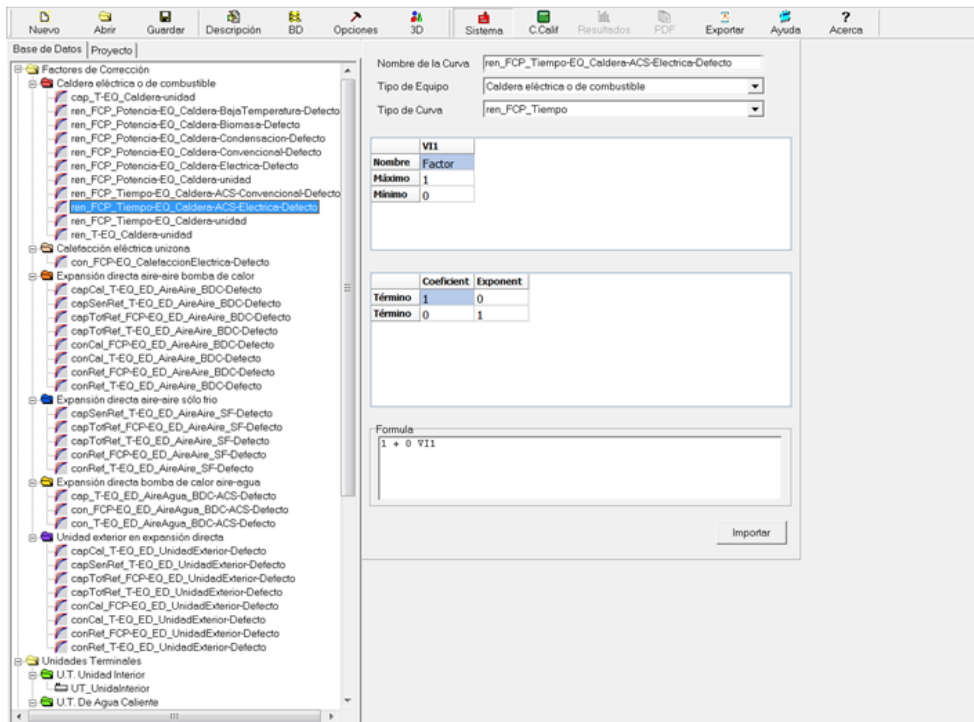 Nuevo Abrir Guardar Descripción BD Opciones 3D Sistema C.Calif Resultados PDF Exportar Ayuda Acerca
Base de Datos Proyecto
Factores de Corrección
Caldera eléctrica o de combustible
cap_T-EQ_Caldera-unidad
ren_FCP_Potencia-EQ_Caldera-BajaTemperatura-Defecto
ren_FCP_Potencia-EQ_Caldera-Biomasa-Defecto
ren_FCP_Potencia-EQ_Caldera-Condensacion-Defecto
ren_FCP_Potencia-EQ_Caldera-Convencional-Defecto
ren_FCP_Potencia-EQ_Caldera-Electrica-Defecto
ren_FCP_Potencia-EQ_Caldera-unidad
ren_FCP_Tiempo-EQ_Caldera-ACS-Convencional-Defecto
ren_FCP_Tiempo-EQ_Caldera-ACS-Electrica-Defecto
ren_FCP_Tiempo-EQ_Caldera-unidad
ren_T-EQ_Caldera-unidad
Calefacción eléctrica unizona
con_FCP-EQ_CalefaccionElectrica-Defecto
Expansión directa aire-aire bomba de calor
capCal_T-EQ_ED_AireAire_BDC-Defecto
capSenRef_T-EQ_ED_AireAire_BDC-Defecto
capTotRef_FCP-EQ_ED_AireAire_BDC-Defecto
capTotRef_T-EQ_ED_AireAire_BDC-Defecto
conCal_FCP-EQ_ED_AireAire_BDC-Defecto
conCal_T-EQ_ED_AireAire_BDC-Defecto
conRef_FCP-EQ_ED_AireAire_BDC-Defecto
conRef_T-EQ_ED_AireAire_BDC-Defecto
Expansión directa aire-aire sólo frio
capSenRef_T-EQ_ED_AireAire_SF-Defecto
capTotRef_FCP-EQ_ED_AireAire_SF-Defecto
capTotRef_T-EQ_ED_AireAire_SF-Defecto
conRef_FCP-EQ_ED_AireAire_SF-Defecto
conRef_T-EQ_ED_AireAire_SF-Defecto
Expansión directa bomba de calor aire-agua
cap_T-EQ_ED_AireAgua_BDC-ACS-Defecto
con_FCP-EQ_ED_AireAgua_BDC-ACS-Defecto
con_T-EQ_ED_AireAgua_BDC-ACS-Defecto
Unidad exterior en expansión directa
capCal_T-EQ_ED_UnidadExterior-Defecto
capSenRef_T-EQ_ED_UnidadExterior-Defecto
capTotRef_FCP-EQ_ED_UnidadExterior-Defecto
capTotRef_T-EQ_ED_UnidadExterior-Defecto
conCal_FCP-EQ_ED_UnidadExterior-Defecto
conCal_T-EQ_ED_UnidadExterior-Defecto
conRef_FCP-EQ_ED_UnidadExterior-Defecto
conRef_T-EQ_ED_UnidadExterior-Defecto
Unidades Terminales
U.T. Unidad Interior
UT_UnidaInterior
U.T. De Agua Caliente
Nombre de la Curva ren_FCP_Tiempo-EQ_Caldera-ACS-Electrica-Defecto
Tipo de Equipo Caldera eléctrica o de combustible
Tipo de Curva ren_FCP_Tiempo
VI1
Nombre Factor
Máximo 1
Mínimo 0
Coeficient Exponent
Término 1 0
Término 0 1
Formula
1 + 0 VI1
Importar